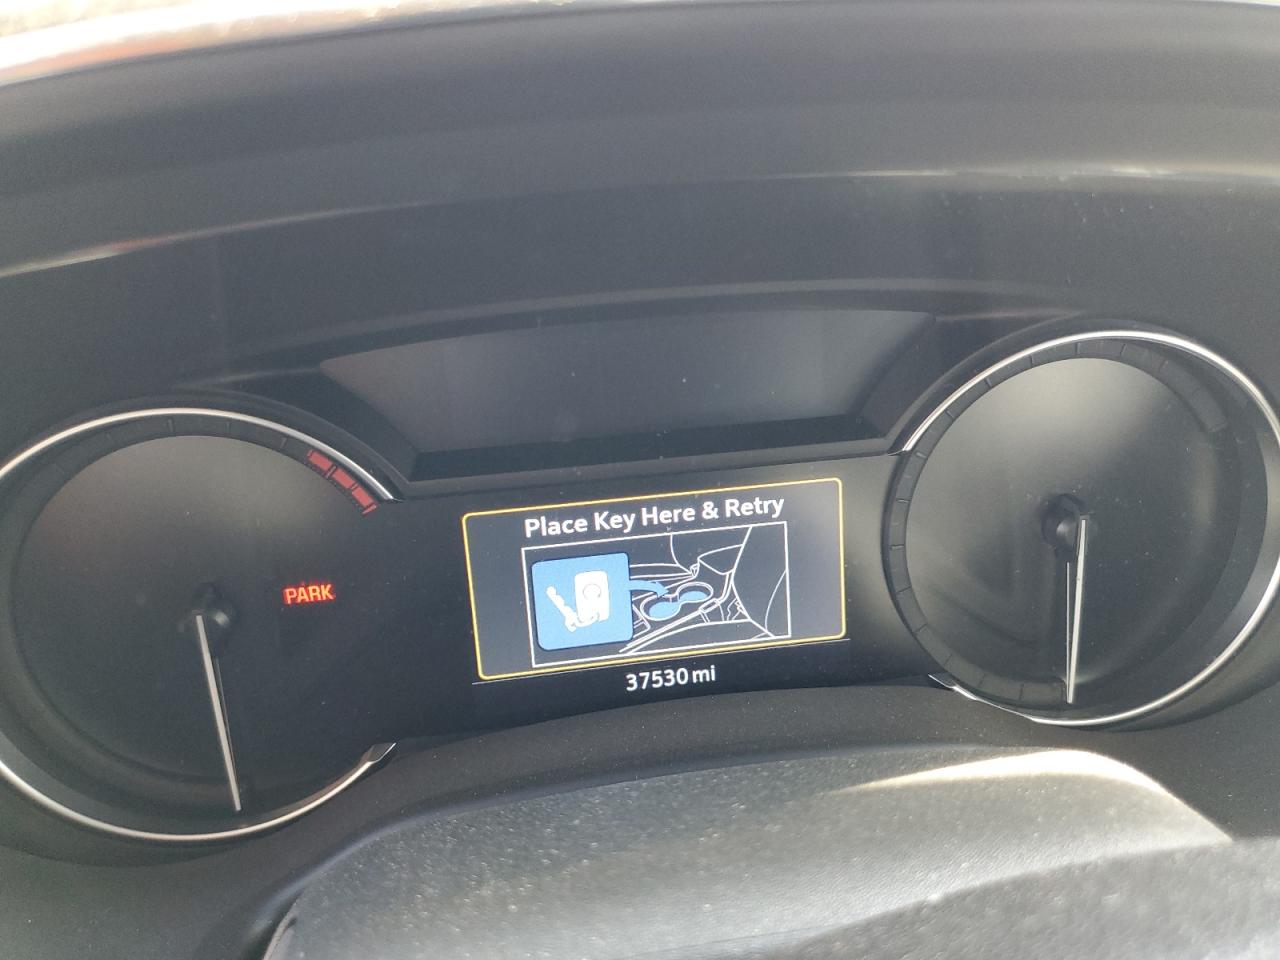 Place Key Here & Retry
PARK
37530 mi